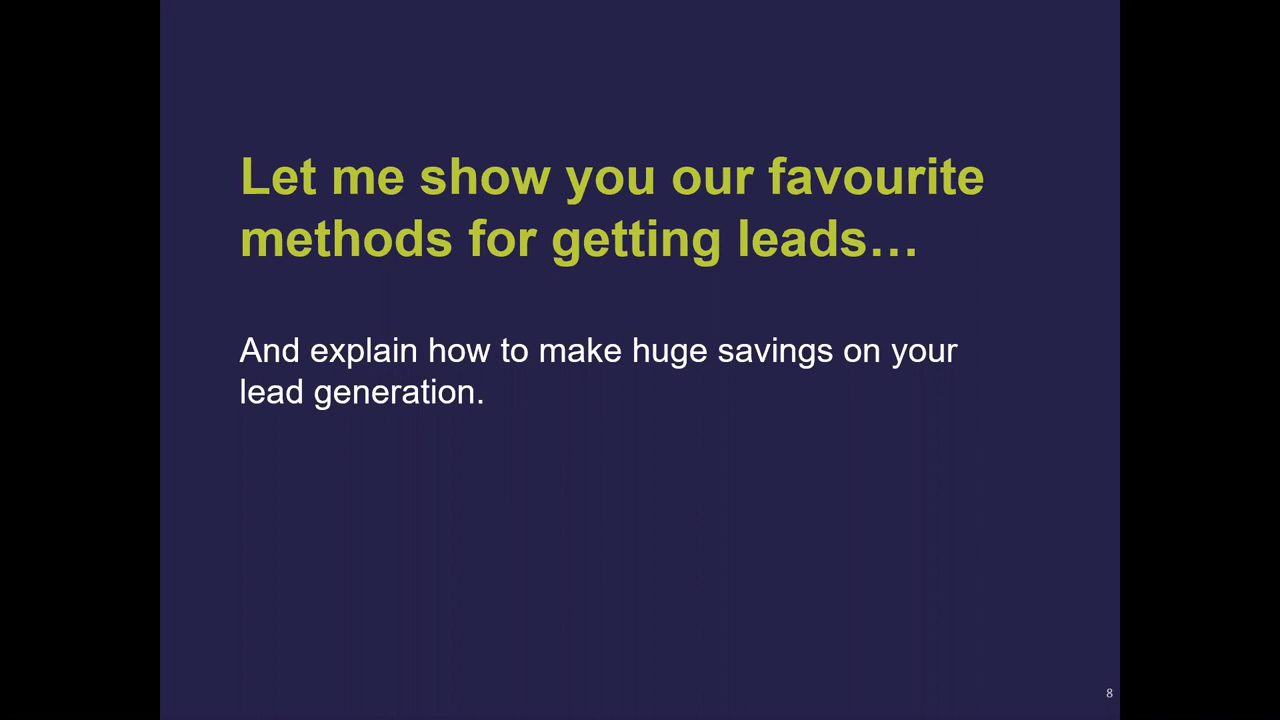 Let me show you our favourite
methods for getting leads…
And explain how to make huge savings on your
lead generation.
8